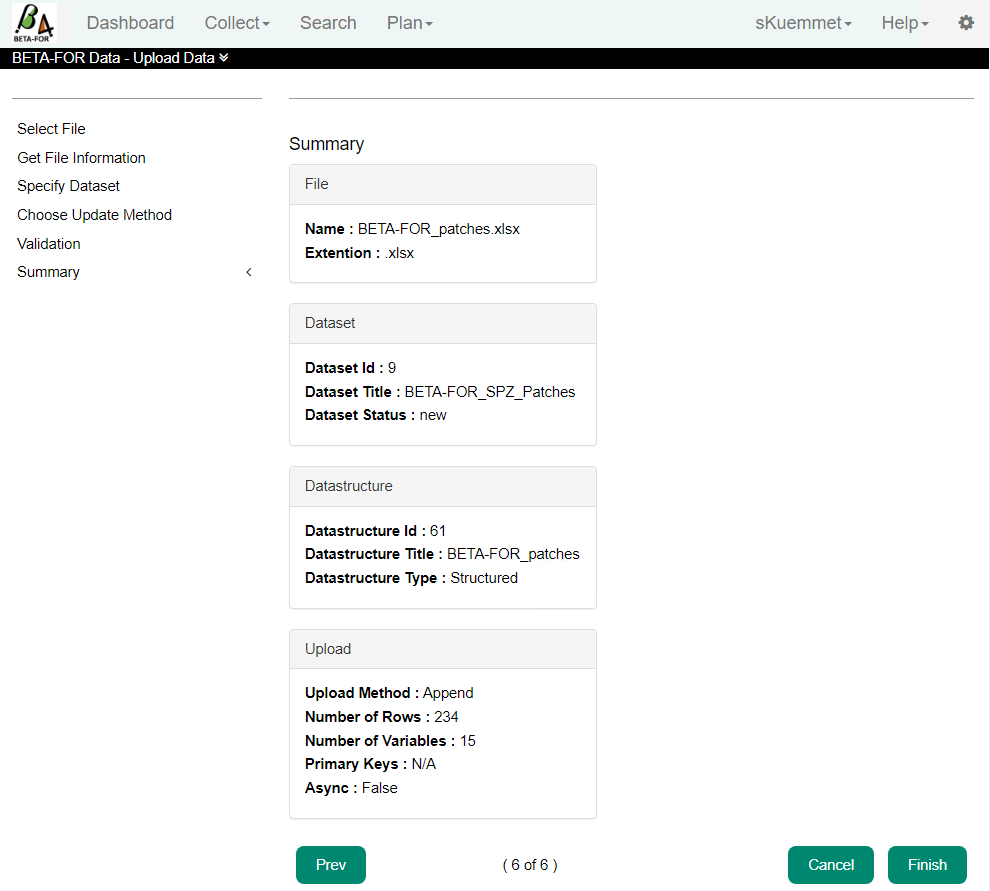 BETA-FOR
Dashboard Collect Search Plan sKuemmet Help
BETA-FOR Data - Upload Data
Select File
Get File Information
Specify Dataset
Choose Update Method
Validation
Summary
Summary
File
Name : BETA-FOR_patches.xlsx
Extention : .xlsx
Dataset
Dataset Id : 9
Dataset Title : BETA-FOR_SPZ_Patches
Dataset Status : new
Datastructure
Datastructure Id : 61
Datastructure Title : BETA-FOR_patches
Datastructure Type : Structured
Upload
Upload Method : Append
Number of Rows : 234
Number of Variables : 15
Primary Keys : N/A
Async : False
Prev ( 6 of 6 ) Cancel Finish